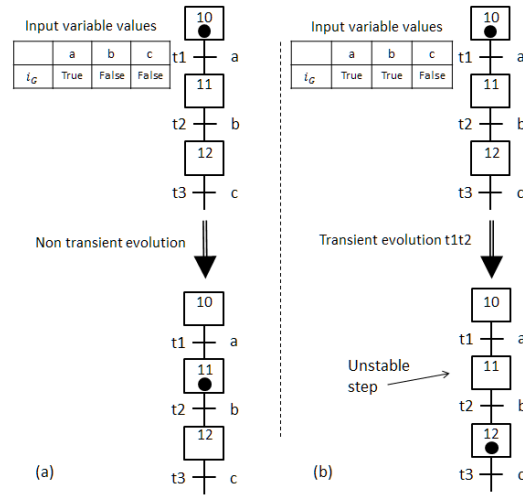 Input variable values
a b c
i_G True False False
10
t1 a
11
t2 b
12
t3 c
Non transient evolution
10
t1 a
11
t2 b
12
t3 c
(a)
Input variable values
a b c
i_G True True False
10
t1 a
11
t2 b
12
t3 c
Transient evolution t1t2
10
t1 a
Unstable
step
11
t2 b
12
t3 c
(b)